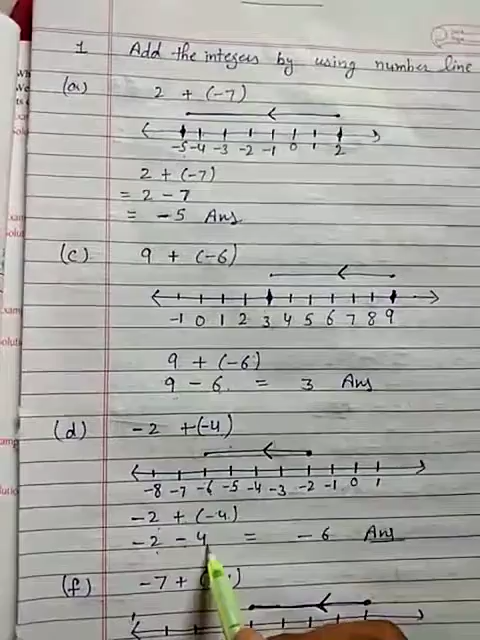 1 Add the integers by using number line
(a) 2 + (-7)
-5 -4 -3 -2 -1 0 1 2
2 + (-7)
= 2 - 7
= -5 Ans
(c) 9 + (-6)
-1 0 1 2 3 4 5 6 7 8 9
9 + (-6)
9 - 6 = 3 Ans
(d) -2 + (-4)
-8 -7 -6 -5 -4 -3 -2 -1 0 1
-2 + (-4)
-2 - 4 = -6 Ans
(f) -7 + (